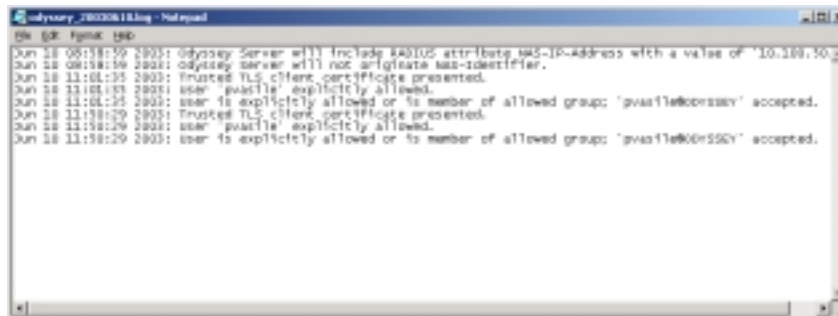 odyssey_20030618.log - Notepad
File Edit Format Help
Jun 18 08:58:59 2003: Odyssey Server will include RADIUS attribute NAS-IP-Address with a value of '10.100.50.
Jun 18 08:58:59 2003: Odyssey Server will not originate NAS-Identifier.
Jun 18 11:01:35 2003: Trusted TLS client certificate presented.
Jun 18 11:01:35 2003: User 'pvasile' explicitly allowed.
Jun 18 11:01:35 2003: User is explicitly allowed or is member of allowed group; 'pvasile@ODYSSEY' accepted.
Jun 18 11:58:29 2003: Trusted TLS client certificate presented.
Jun 18 11:58:29 2003: User 'pvasile' explicitly allowed.
Jun 18 11:58:29 2003: User is explicitly allowed or is member of allowed group; 'pvasile@ODYSSEY' accepted.